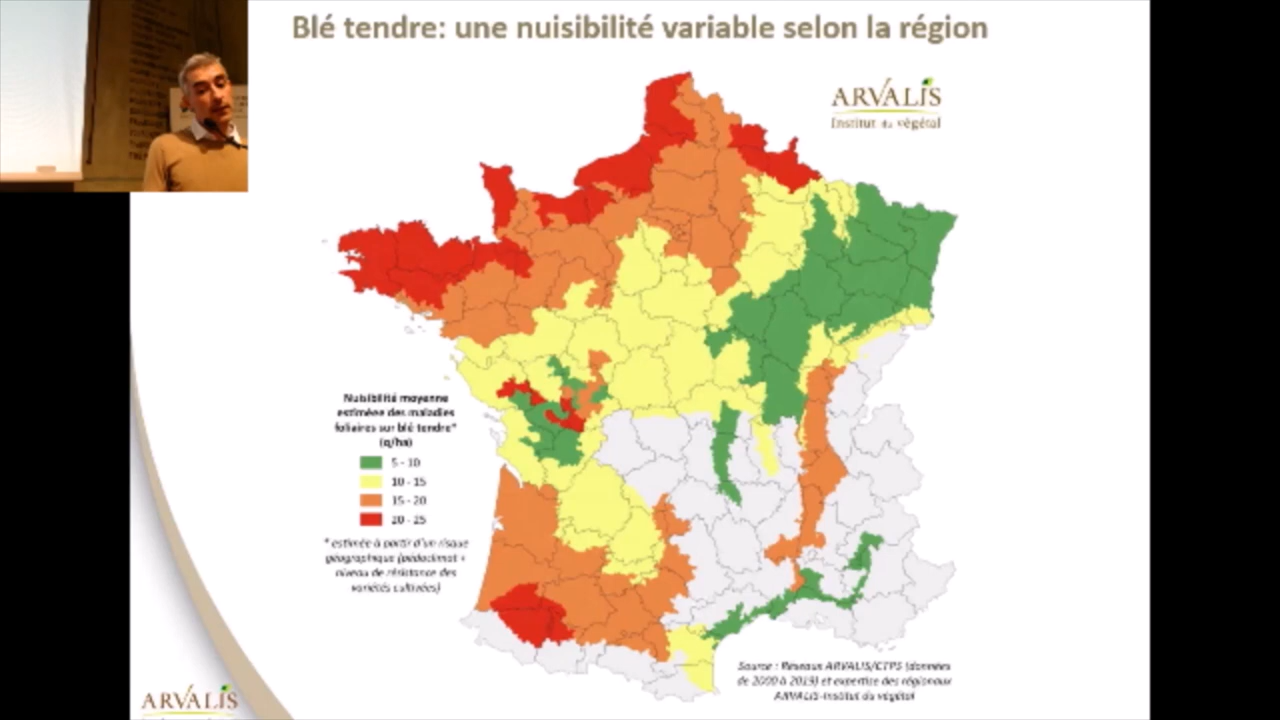 Blé tendre: une nuisibilité variable selon la région
ARVALIS
Institut du végétal
Nuisibilité moyenne
estimée des maladies
foliaires sur blé tendre*
(q/ha)
5 - 10
10 - 15
15 - 20
20 - 25
* estimée à partir d'un risque
géographique (pédoclimat +
niveau de résistance des
variétés cultivées)
Source : Réseaux ARVALIS/CTPS (données
de 2000 à 2019) et expertise des régionaux
ARVALIS-Institut du végétal
ARVALIS